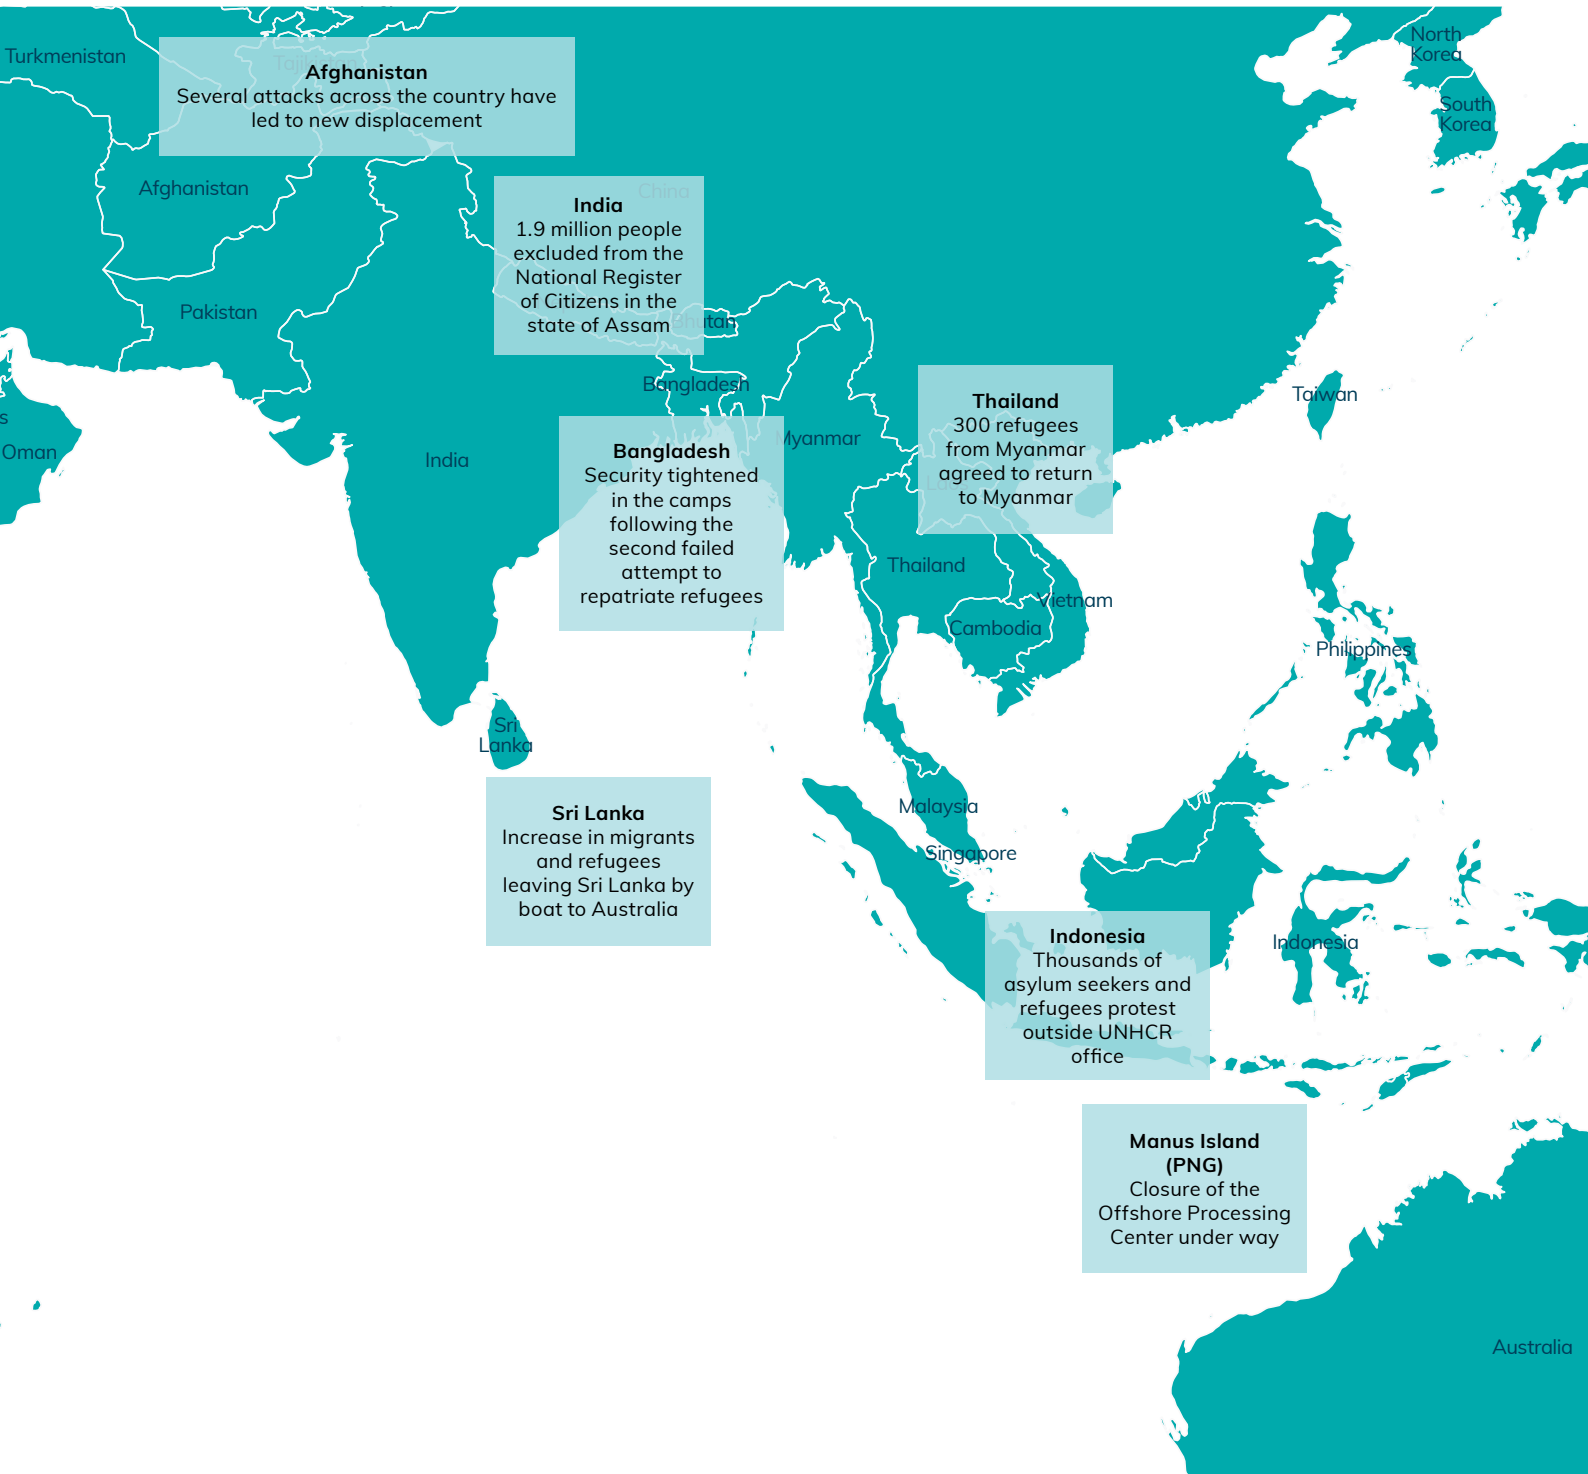 North
Korea
Turkmenistan
Tajikistan
Afghanistan
Several attacks across the country have
led to new displacement
South
Korea
Afghanistan
China
India
1.9 million people
excluded from the
National Register
of Citizens in the
state of Assam
Pakistan
Bhutan
Bangladesh
Taiwan
Thailand
300 refugees
from Myanmar
agreed to return
to Myanmar
s
Oman
India
Myanmar
Bangladesh
Security tightened
in the camps
following the
second failed
attempt to
repatriate refugees
Thailand
Vietnam
Cambodia
Philippines
Sri
Lanka
Malaysia
Singapore
Sri Lanka
Increase in migrants
and refugees
leaving Sri Lanka by
boat to Australia
Indonesia
Thousands of
asylum seekers and
refugees protest
outside UNHCR
office
Indonesia
Manus Island
(PNG)
Closure of the
Offshore Processing
Center under way
Australia